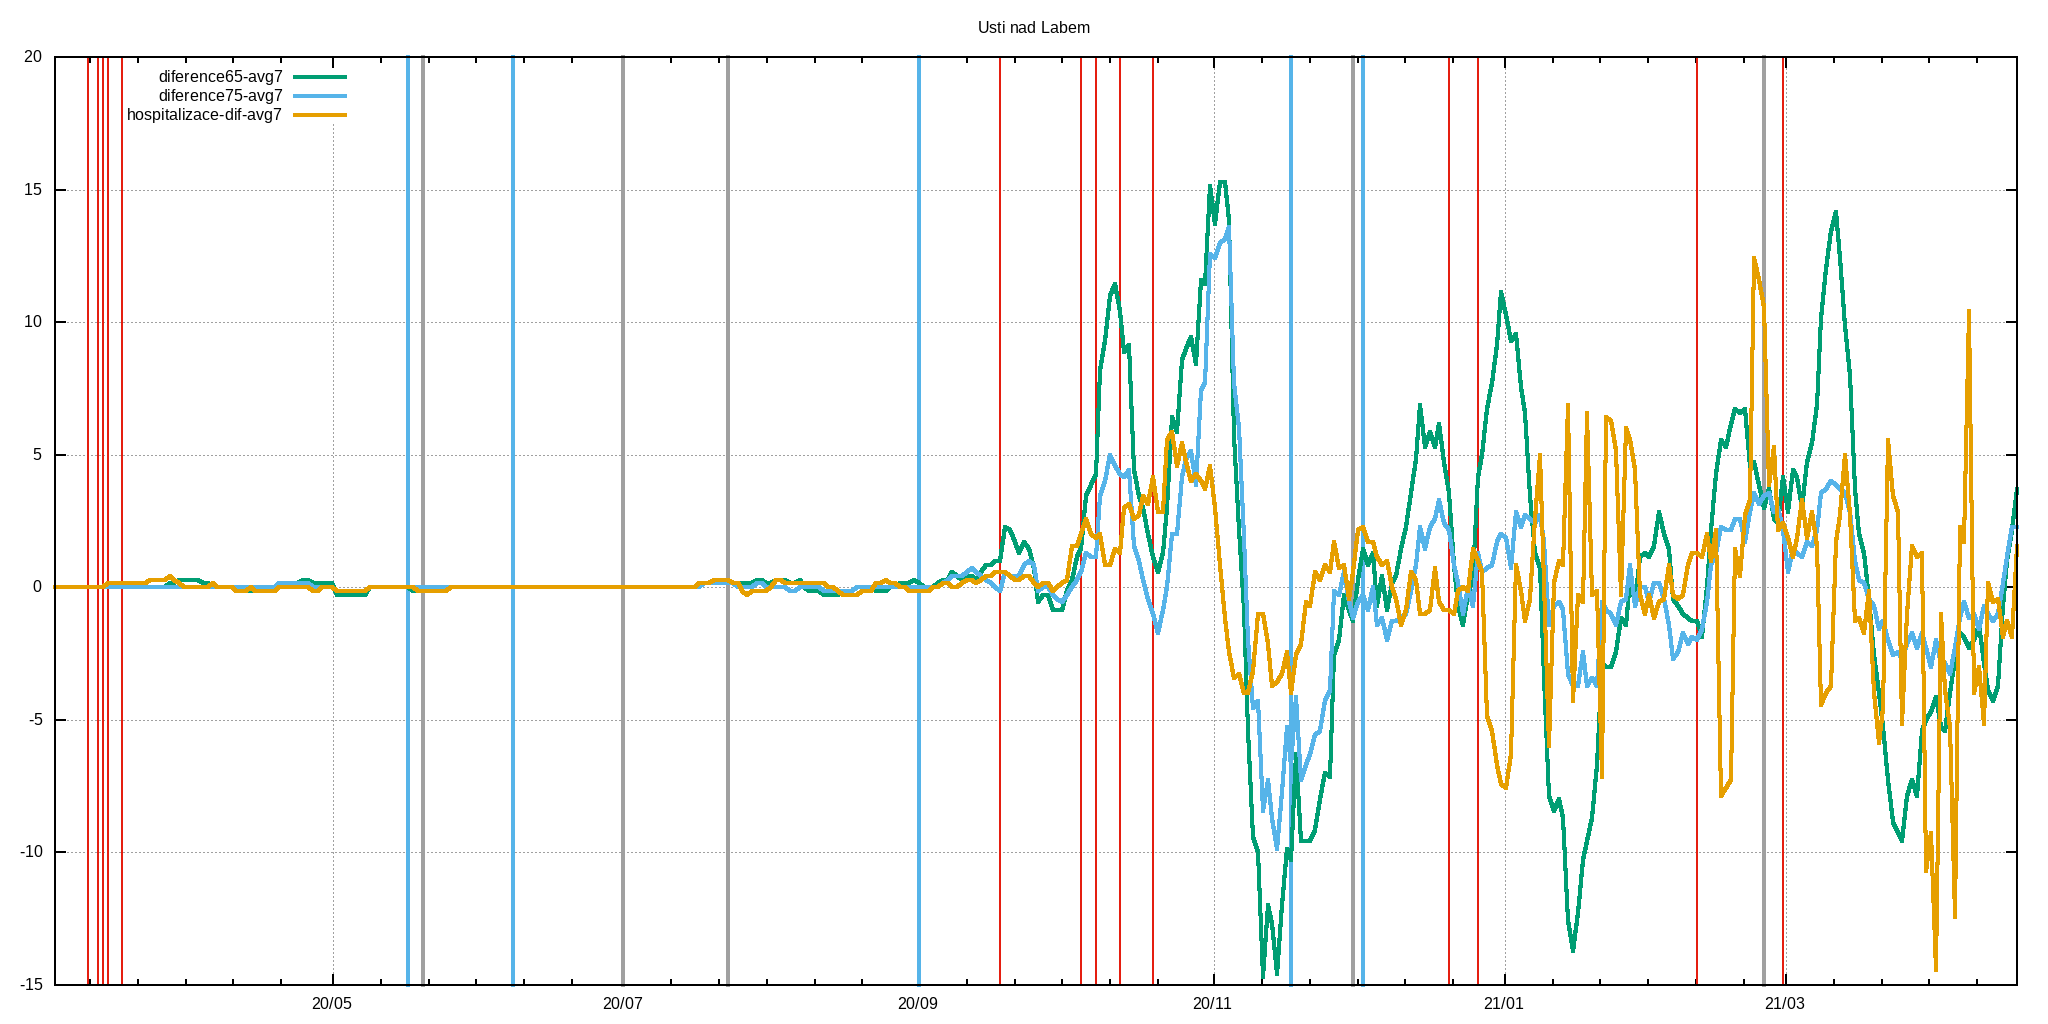 Usti nad Labem
20
diference65-avg7
diference75-avg7
hospitalizace-dif-avg7
15
10
5
0
-5
-10
-15
20/05 20/07 20/09 20/11 21/01 21/03